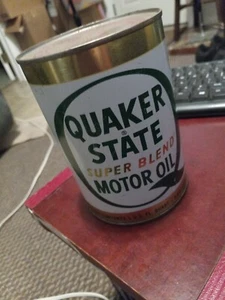 QUAKER
STATE
SUPER BLEND
MOTOR OIL